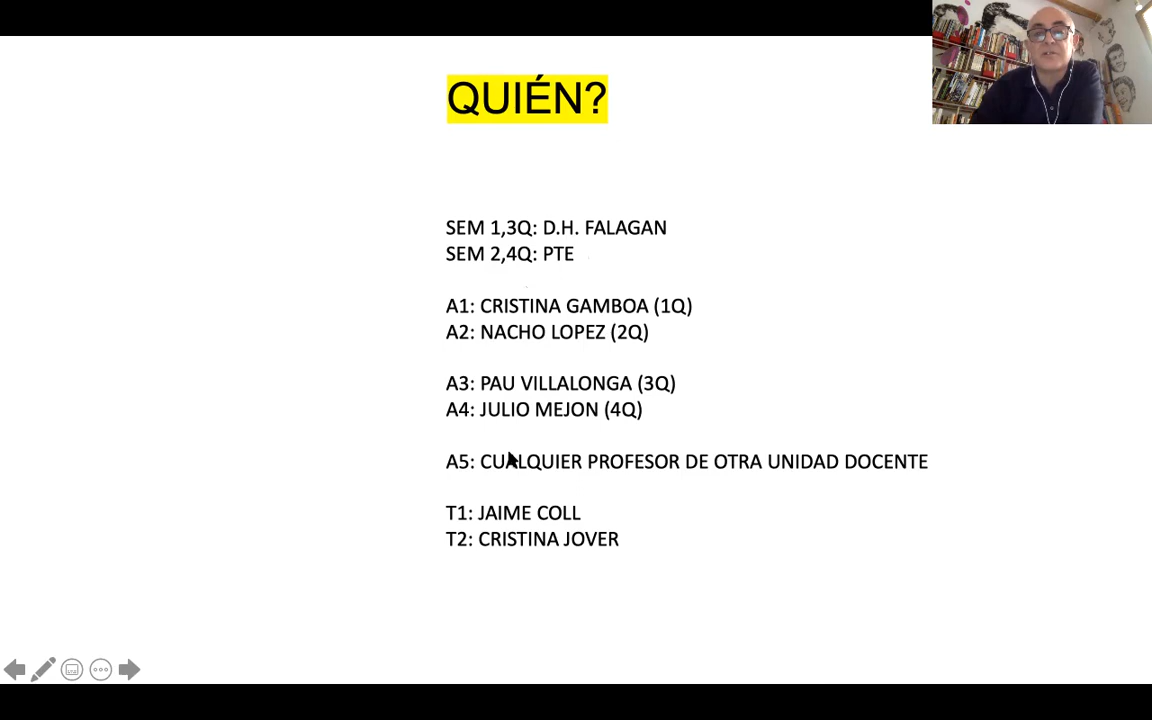 QUIÉN?
SEM 1,3Q: D.H. FALAGAN
SEM 2,4Q: PTE
A1: CRISTINA GAMBOA (1Q)
A2: NACHO LOPEZ (2Q)
A3: PAU VILLALONGA (3Q)
A4: JULIO MEJON (4Q)
A5: CUALQUIER PROFESOR DE OTRA UNIDAD DOCENTE
T1: JAIME COLL
T2: CRISTINA JOVER